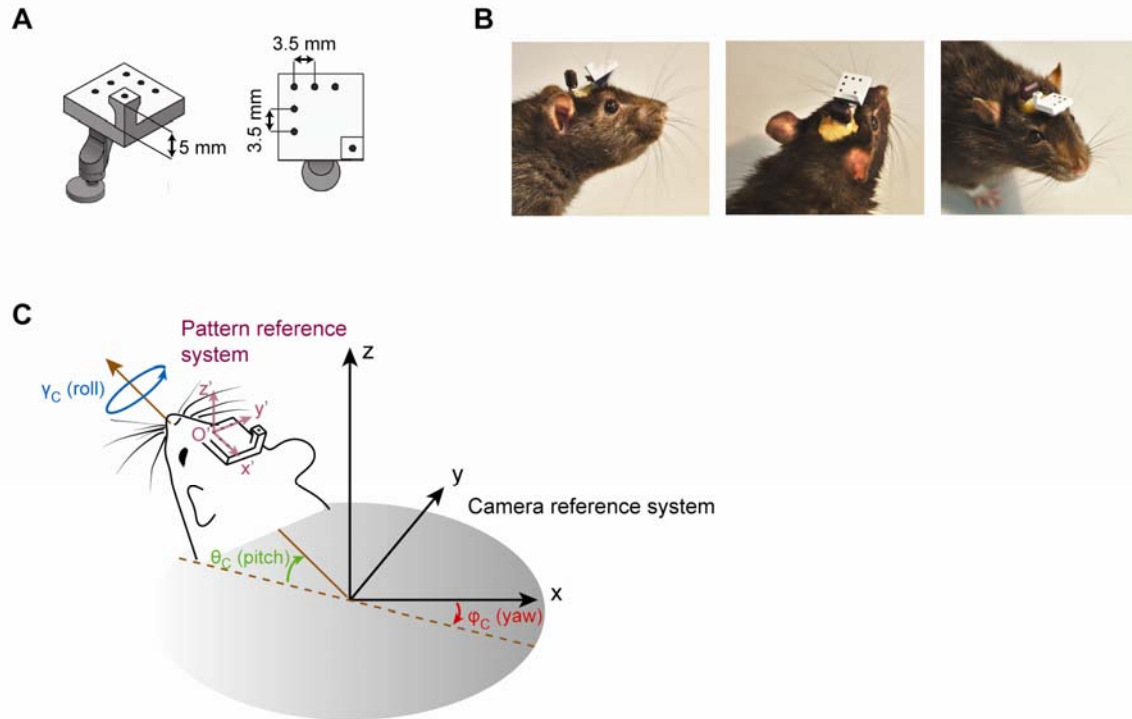 A
3.5 mm
3.5 mm
5 mm
B
C
Pattern reference
system
γC (roll)
z'
y'
O'
x'
z
y
Camera reference system
θC (pitch)
x
φC (yaw)